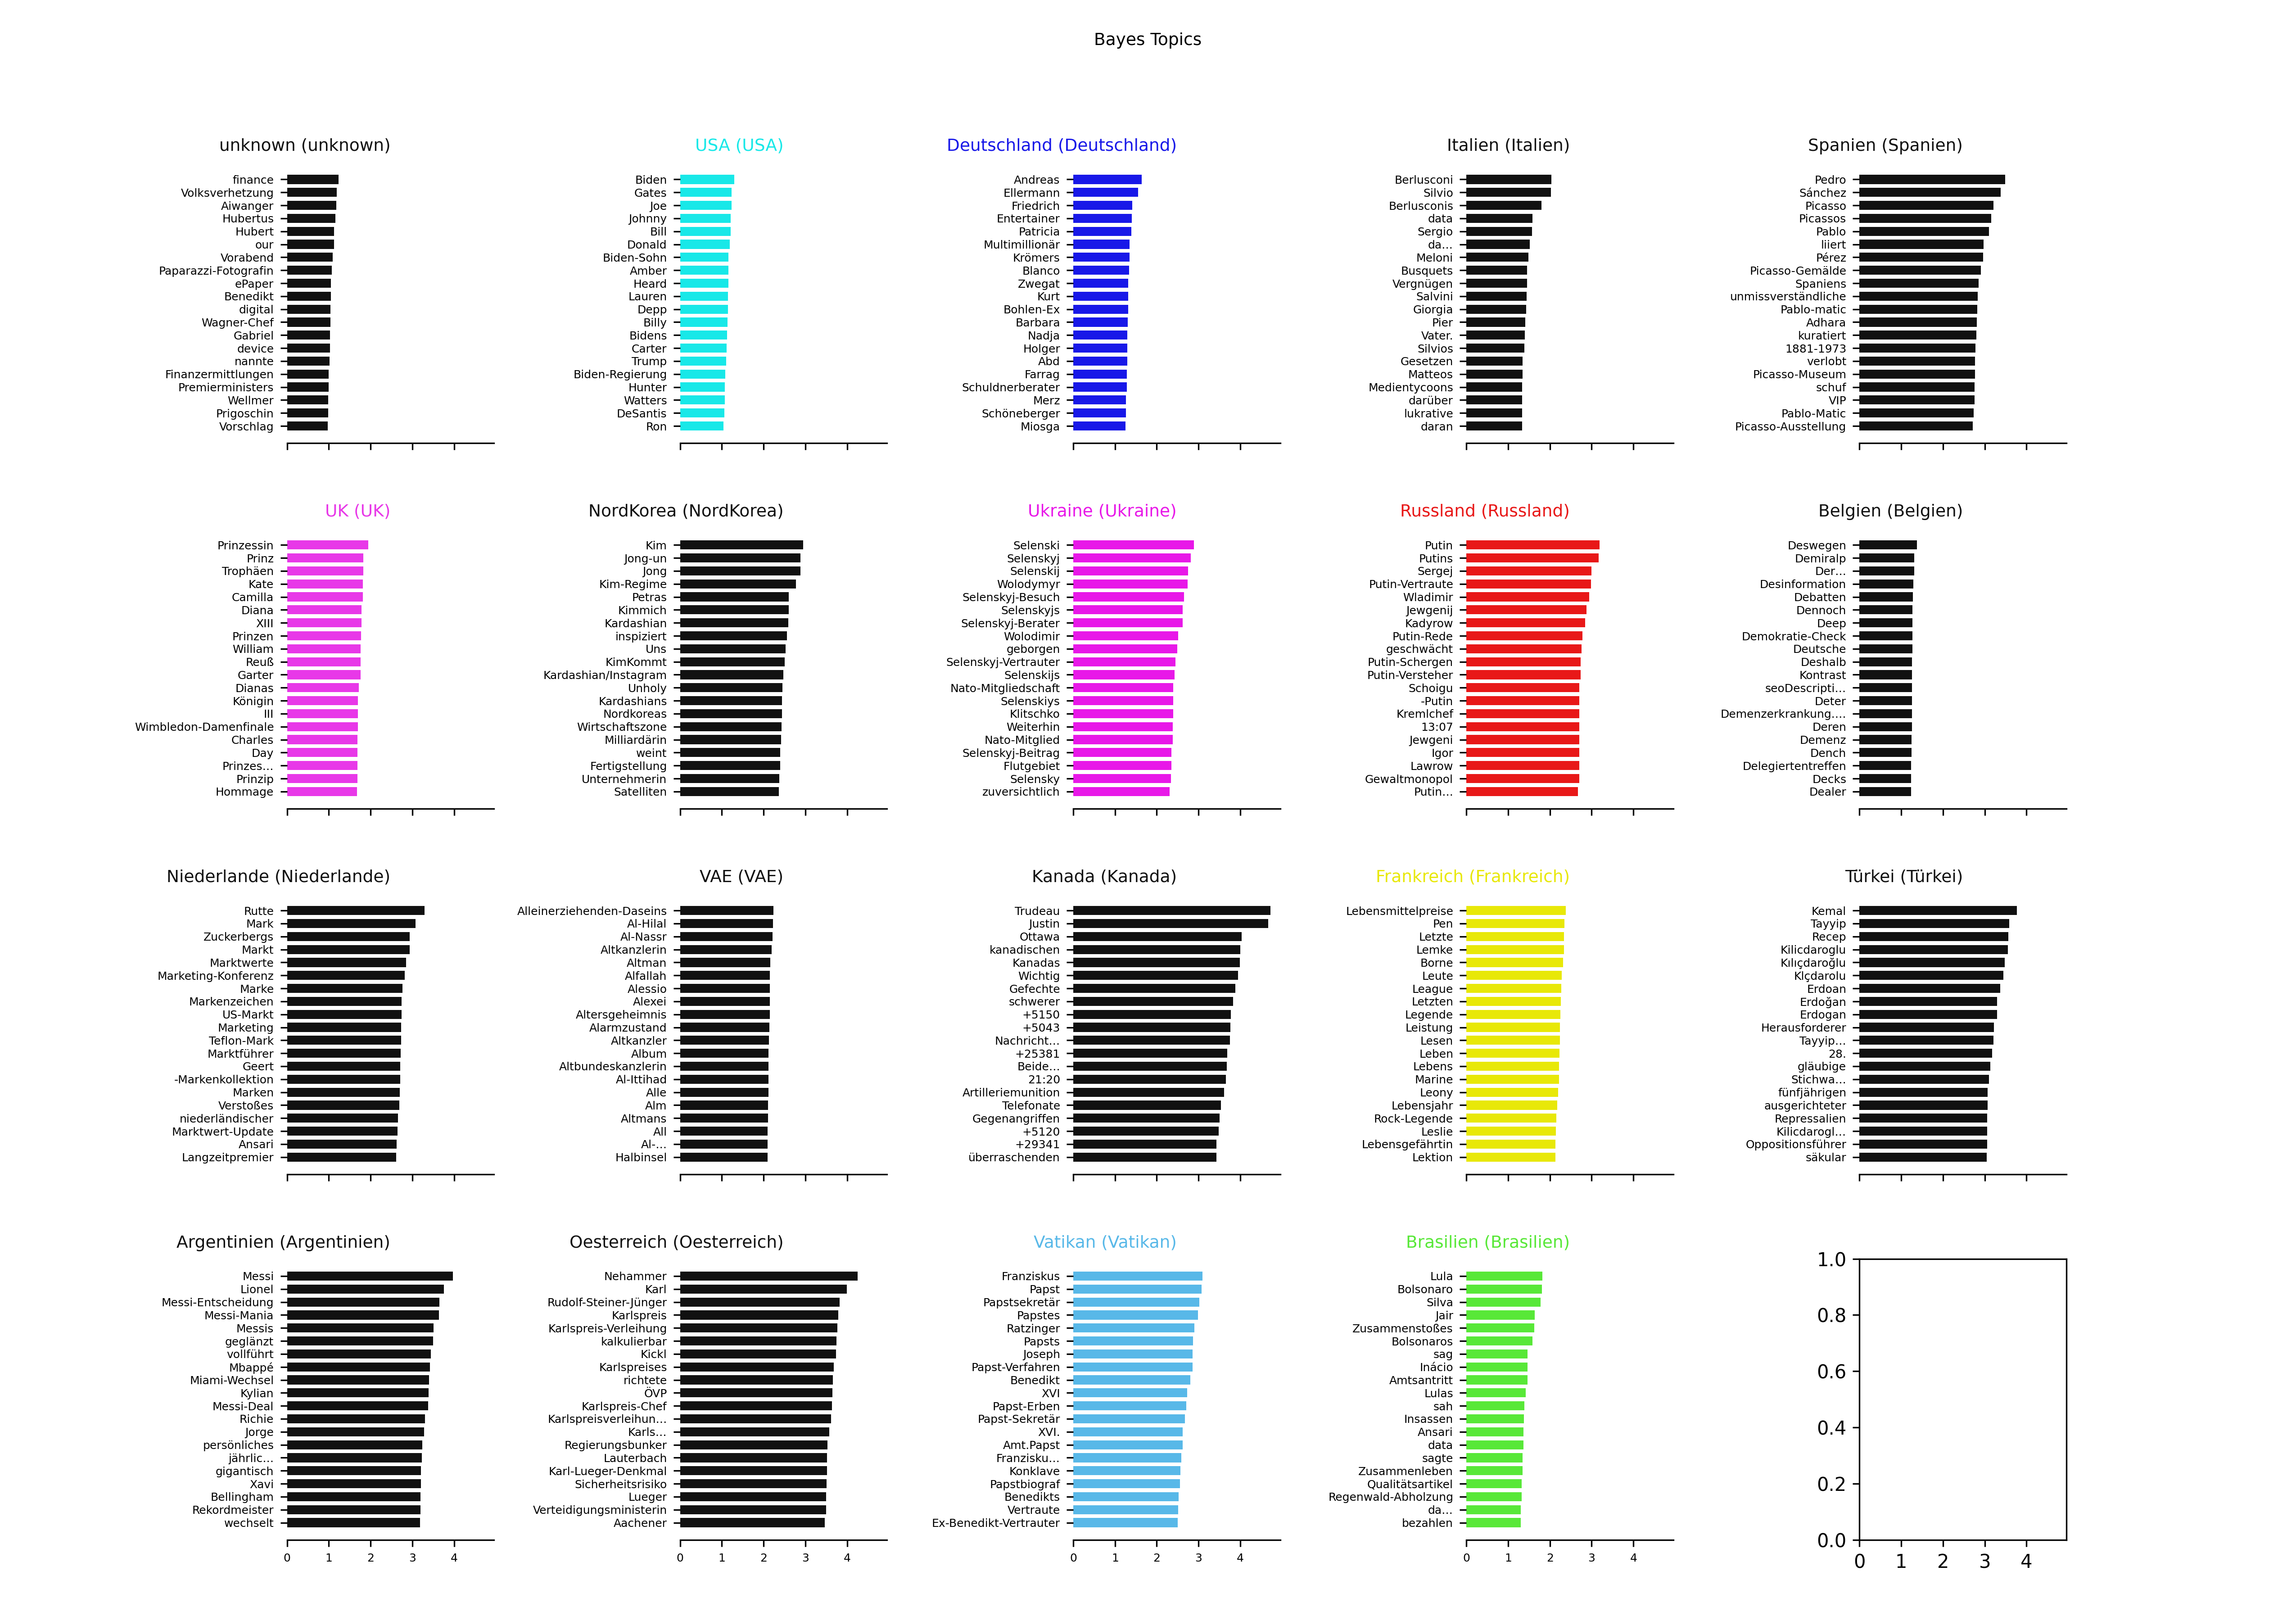 Bayes Topics
unknown (unknown)
finance
Volksverhetzung
Aiwanger
Hubertus
Hubert
our
Vorabend
Paparazzi-Fotografin
ePaper
Benedikt
digital
Wagner-Chef
Gabriel
device
nannte
Finanzermittlungen
Premierministers
Wellmer
Prigoschin
Vorschlag
USA (USA)
Biden
Gates
Joe
Johnny
Bill
Donald
Biden-Sohn
Amber
Heard
Lauren
Depp
Billy
Bidens
Carter
Trump
Biden-Regierung
Hunter
Watters
DeSantis
Ron
Deutschland (Deutschland)
Andreas
Ellermann
Friedrich
Entertainer
Patricia
Multimillionär
Krömers
Blanco
Zwegat
Kurt
Bohlen-Ex
Barbara
Nadja
Holger
Abd
Farrag
Schuldnerberater
Merz
Schöneberger
Miosga
Italien (Italien)
Berlusconi
Silvio
Berlusconis
data
Sergio
da...
Meloni
Busquets
Vergnügen
Salvini
Giorgia
Pier
Vater.
Silvios
Gesetzen
Matteos
Medientycoons
darüber
lukrative
daran
Spanien (Spanien)
Pedro
Sánchez
Picasso
Picassos
Pablo
liiert
Pérez
Picasso-Gemälde
Spaniens
unmissverständliche
Pablo-matic
Adhara
kuratiert
1881-1973
verlobt
Picasso-Museum
schuf
VIP
Pablo-Matic
Picasso-Ausstellung
UK (UK)
Prinzessin
Prinz
Trophäen
Kate
Camilla
Diana
XIII
Prinzen
William
Reuß
Garter
Dianas
Königin
III
Wimbledon-Damenfinale
Charles
Day
Prinzes...
Prinzip
Hommage
NordKorea (NordKorea)
Kim
Jong-un
Jong
Kim-Regime
Petras
Kimmich
Kardashian
inspiziert
Uns
KimKommt
Kardashian/Instagram
Unholy
Kardashians
Nordkoreas
Wirtschaftszone
Milliardärin
weint
Fertigstellung
Unternehmerin
Satelliten
Ukraine (Ukraine)
Selenski
Selenskyj
Selenskij
Wolodymyr
Selenskyj-Besuch
Selenskyjs
Selenskyj-Berater
Wolodimir
geborgen
Selenskyj-Vertrauter
Selenskijs
Nato-Mitgliedschaft
Selenskiys
Klitschko
Weiterhin
Nato-Mitglied
Selenskyj-Beitrag
Flutgebiet
Selensky
zuversichtlich
Russland (Russland)
Putin
Putins
Sergej
Putin-Vertraute
Wladimir
Jewgenij
Kadyrow
Putin-Rede
geschwächt
Putin-Schergen
Putin-Versteher
Schoigu
-Putin
Kremlchef
13:07
Jewgeni
Igor
Lawrow
Gewaltmonopol
Putin...
Belgien (Belgien)
Deswegen
Demiralp
Der...
Desinformation
Debatten
Dennoch
Deep
Demokratie-Check
Deutsche
Deshalb
Kontrast
seoDescripti...
Deter
Demenzerkrankung....
Deren
Demenz
Dench
Delegiertentreffen
Decks
Dealer
Niederlande (Niederlande)
Rutte
Mark
Zuckerbergs
Markt
Marktwerte
Marketing-Konferenz
Marke
Markenzeichen
US-Markt
Marketing
Teflon-Mark
Marktführer
Geert
-Markenkollektion
Marken
Verstoßes
niederländischer
Marktwert-Update
Ansari
Langzeitpremier
VAE (VAE)
Alleinerziehenden-Daseins
Al-Hilal
Al-Nassr
Altkanzlerin
Altman
Alfallah
Alessio
Alexei
Altersgeheimnis
Alarmzustand
Altkanzler
Album
Altbundeskanzlerin
Al-Ittihad
Alle
Alm
Altmans
All
Al-...
Halbinsel
Kanada (Kanada)
Trudeau
Justin
Ottawa
kanadischen
Kanadas
Wichtig
Gefechte
schwerer
+5150
+5043
Nachricht...
+25381
Beide...
21:20
Artilleriemunition
Telefonate
Gegenangriffen
+5120
+29341
überraschenden
Frankreich (Frankreich)
Lebensmittelpreise
Pen
Letzte
Lemke
Borne
Leute
League
Letzten
Legende
Leistung
Lesen
Leben
Lebens
Marine
Leony
Lebensjahr
Rock-Legende
Leslie
Lebensgefährtin
Lektion
Türkei (Türkei)
Kemal
Tayyip
Recep
Kilicdaroglu
Kılıçdaroğlu
Klçdarolu
Erdoan
Erdoğan
Erdogan
Herausforderer
Tayyip...
28.
gläubige
Stichwa...
fünfjährigen
ausgerichteter
Repressalien
Kilicdarogl...
Oppositionsführer
säkular
Argentinien (Argentinien)
Messi
Lionel
Messi-Entscheidung
Messi-Mania
Messis
geglänzt
vollführt
Mbappé
Miami-Wechsel
Kylian
Messi-Deal
Richie
Jorge
persönliches
jährlic...
gigantisch
Xavi
Bellingham
Rekordmeister
wechselt
0 1 2 3 4
Oesterreich (Oesterreich)
Nehammer
Karl
Rudolf-Steiner-Jünger
Karlspreis
Karlspreis-Verleihung
kalkulierbar
Kickl
Karlspreises
richtete
ÖVP
Karlspreis-Chef
Karlspreisverleihun...
Karls...
Regierungsbunker
Lauterbach
Karl-Lueger-Denkmal
Sicherheitsrisiko
Lueger
Verteidigungsministerin
Aachener
0 1 2 3 4
Vatikan (Vatikan)
Franziskus
Papst
Papstsekretär
Papstes
Ratzinger
Papsts
Joseph
Papst-Verfahren
Benedikt
XVI
Papst-Erben
Papst-Sekretär
XVI.
Amt.Papst
Franzisku...
Konklave
Papstbiograf
Benedikts
Vertraute
Ex-Benedikt-Vertrauter
0 1 2 3 4
Brasilien (Brasilien)
Lula
Bolsonaro
Silva
Jair
Zusammenstoßes
Bolsonaros
sag
Inácio
Amtsantritt
Lulas
sah
Insassen
Ansari
data
sagte
Zusammenleben
Qualitätsartikel
Regenwald-Abholzung
da...
bezahlen
0 1 2 3 4
1.0
0.8
0.6
0.4
0.2
0.0
0 1 2 3 4